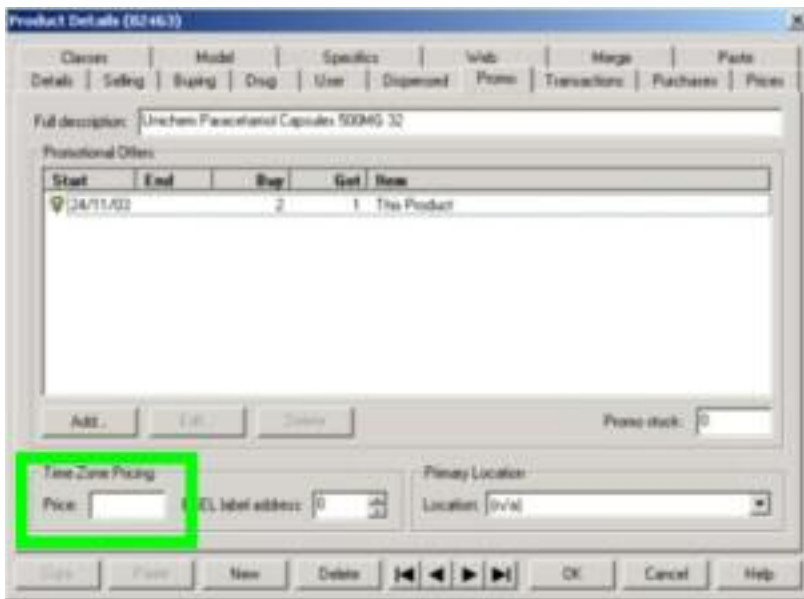 Product Details (82463)
Classes Model Specifics Web Merge Paste
Details Selling Buying Drug User Dispensed Promo Transactions Purchases Prices
Full description: Unichem Paracetamol Capsules 500MG 32
Promotional Offers
Start End Buy Get Item
24/11/03 2 1 This Product
Add... Edit... Delete Promo stock: 0
Time Zone Pricing Primary Location
Price: EL label address: 0 Location: (n/a)
Copy Paste New Delete OK Cancel Help